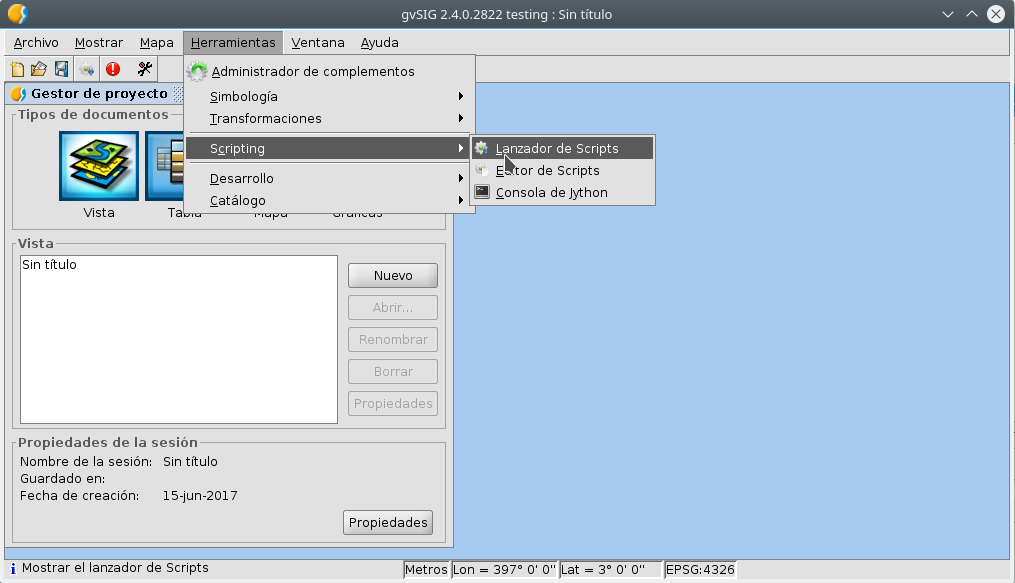 gvSIG 2.4.0.2822 testing : Sin título
Archivo Mostrar Mapa Herramientas Ventana Ayuda
Administrador de complementos
Simbología
Transformaciones
Scripting
Desarrollo
Catálogo
Lanzador de Scripts
Editor de Scripts
Consola de Jython
Gestor de proyecto
Tipos de documentos
Vista Tabla Mapa Gráficas
Vista
Sin título
Nuevo
Abrir...
Renombrar
Borrar
Propiedades
Propiedades de la sesión
Nombre de la sesión: Sin título
Guardado en:
Fecha de creación: 15-jun-2017
Propiedades
Mostrar el lanzador de Scripts Metros Lon = 397° 0' 0'' Lat = 3° 0' 0'' EPSG:4326